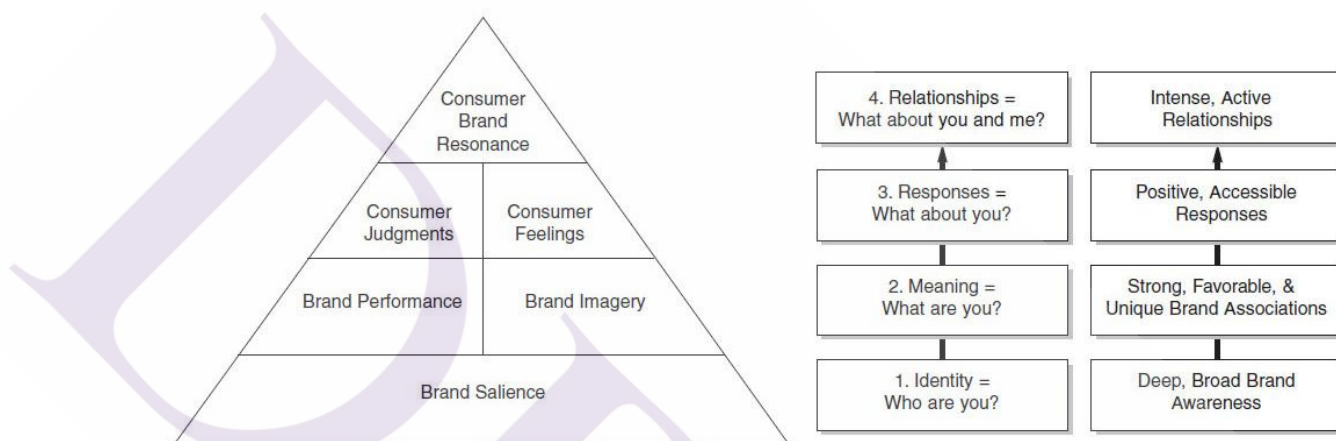 Consumer
Brand
Resonance
Consumer
Judgments
Consumer
Feelings
Brand Performance
Brand Imagery
Brand Salience
4. Relationships =
What about you and me?
Intense, Active
Relationships
3. Responses =
What about you?
Positive, Accessible
Responses
2. Meaning =
What are you?
Strong, Favorable, &
Unique Brand Associations
1. Identity =
Who are you?
Deep, Broad Brand
Awareness